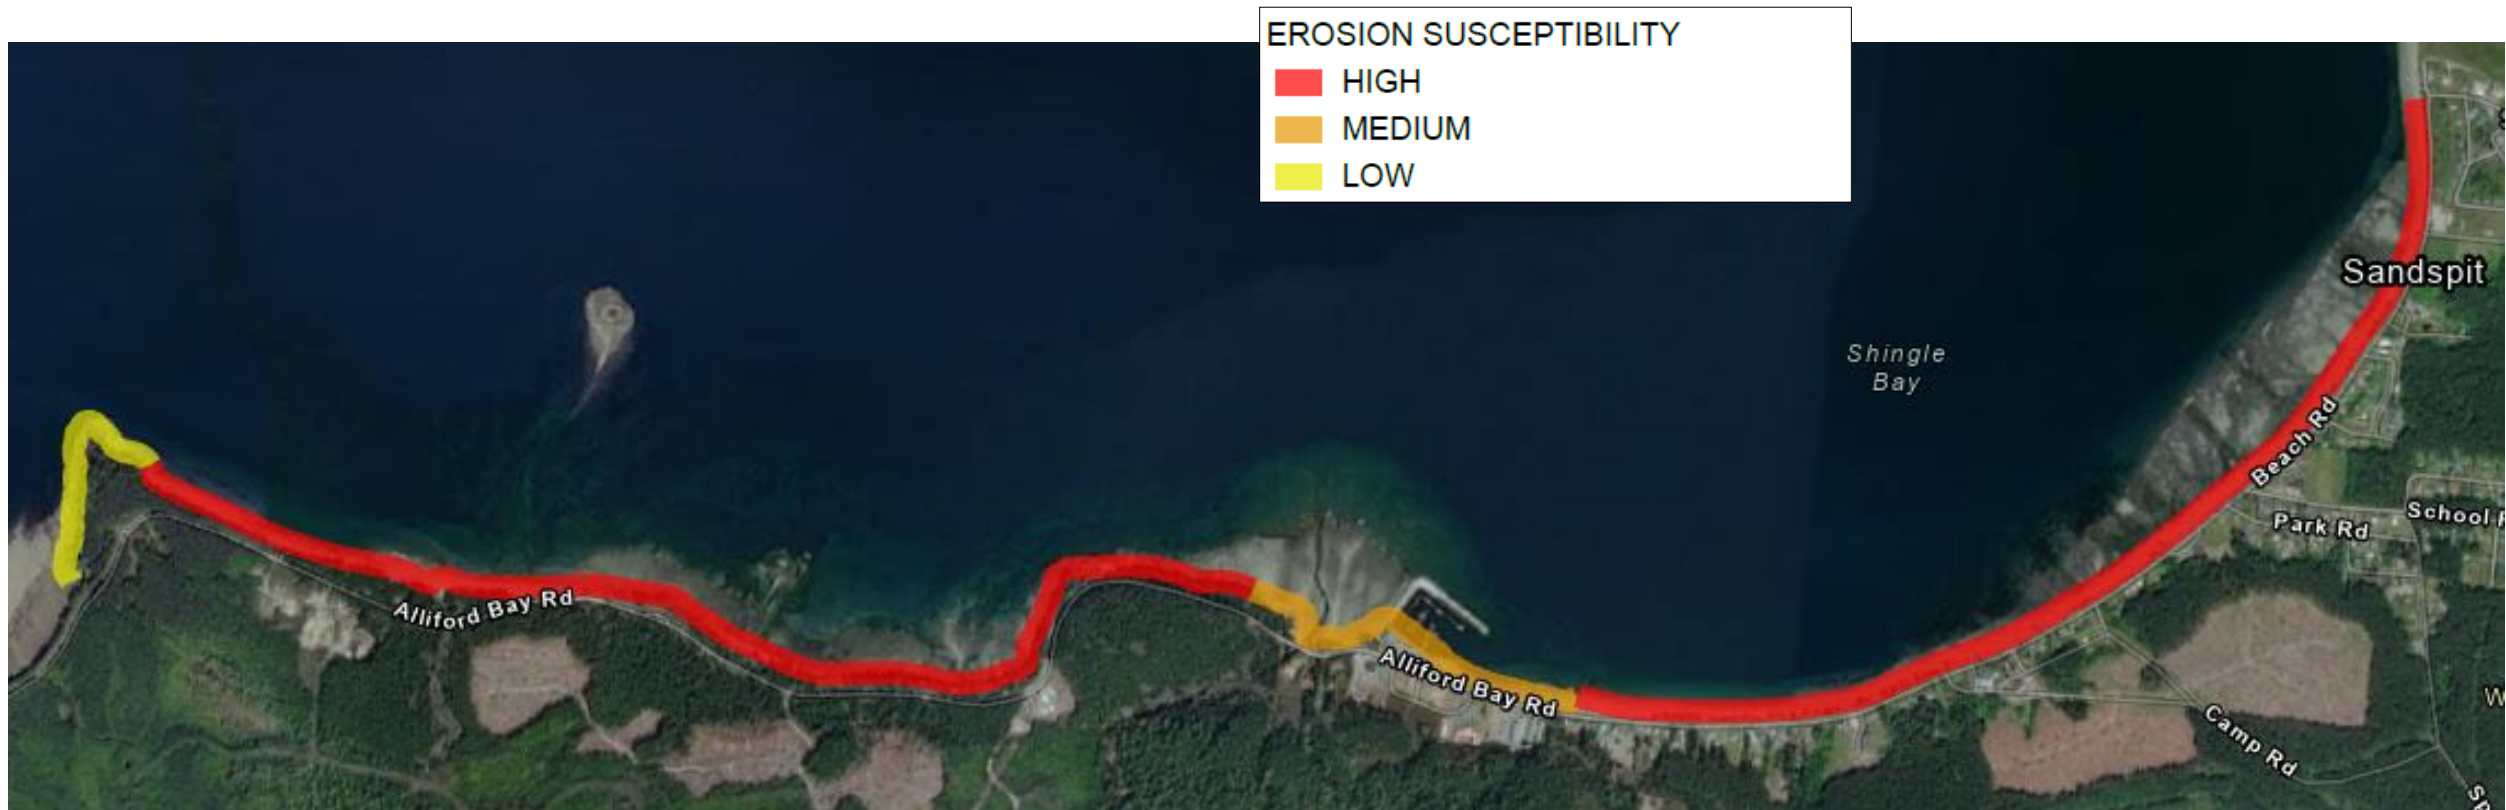 EROSION SUSCEPTIBILITY
HIGH
MEDIUM
LOW
Sandspit
Shingle
Bay
Beach Rd
School
Park Rd
Alliford Bay Rd
Alliford Bay Rd
Camp Rd